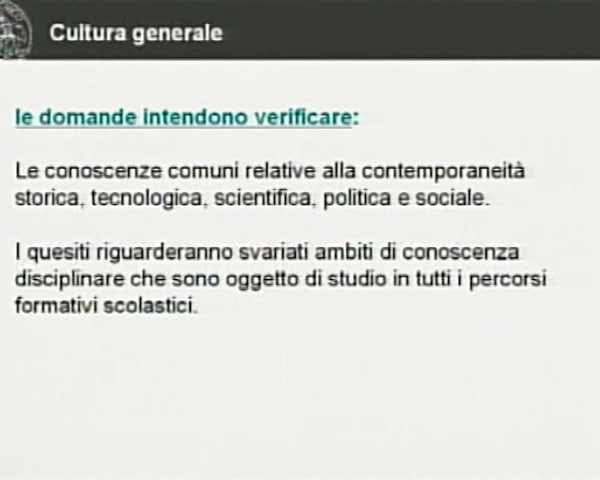 Cultura generale
le domande intendono verificare:
Le conoscenze comuni relative alla contemporaneità
storica, tecnologica, scientifica, politica e sociale.
I quesiti riguarderanno svariati ambiti di conoscenza
disciplinare che sono oggetto di studio in tutti i percorsi
formativi scolastici.